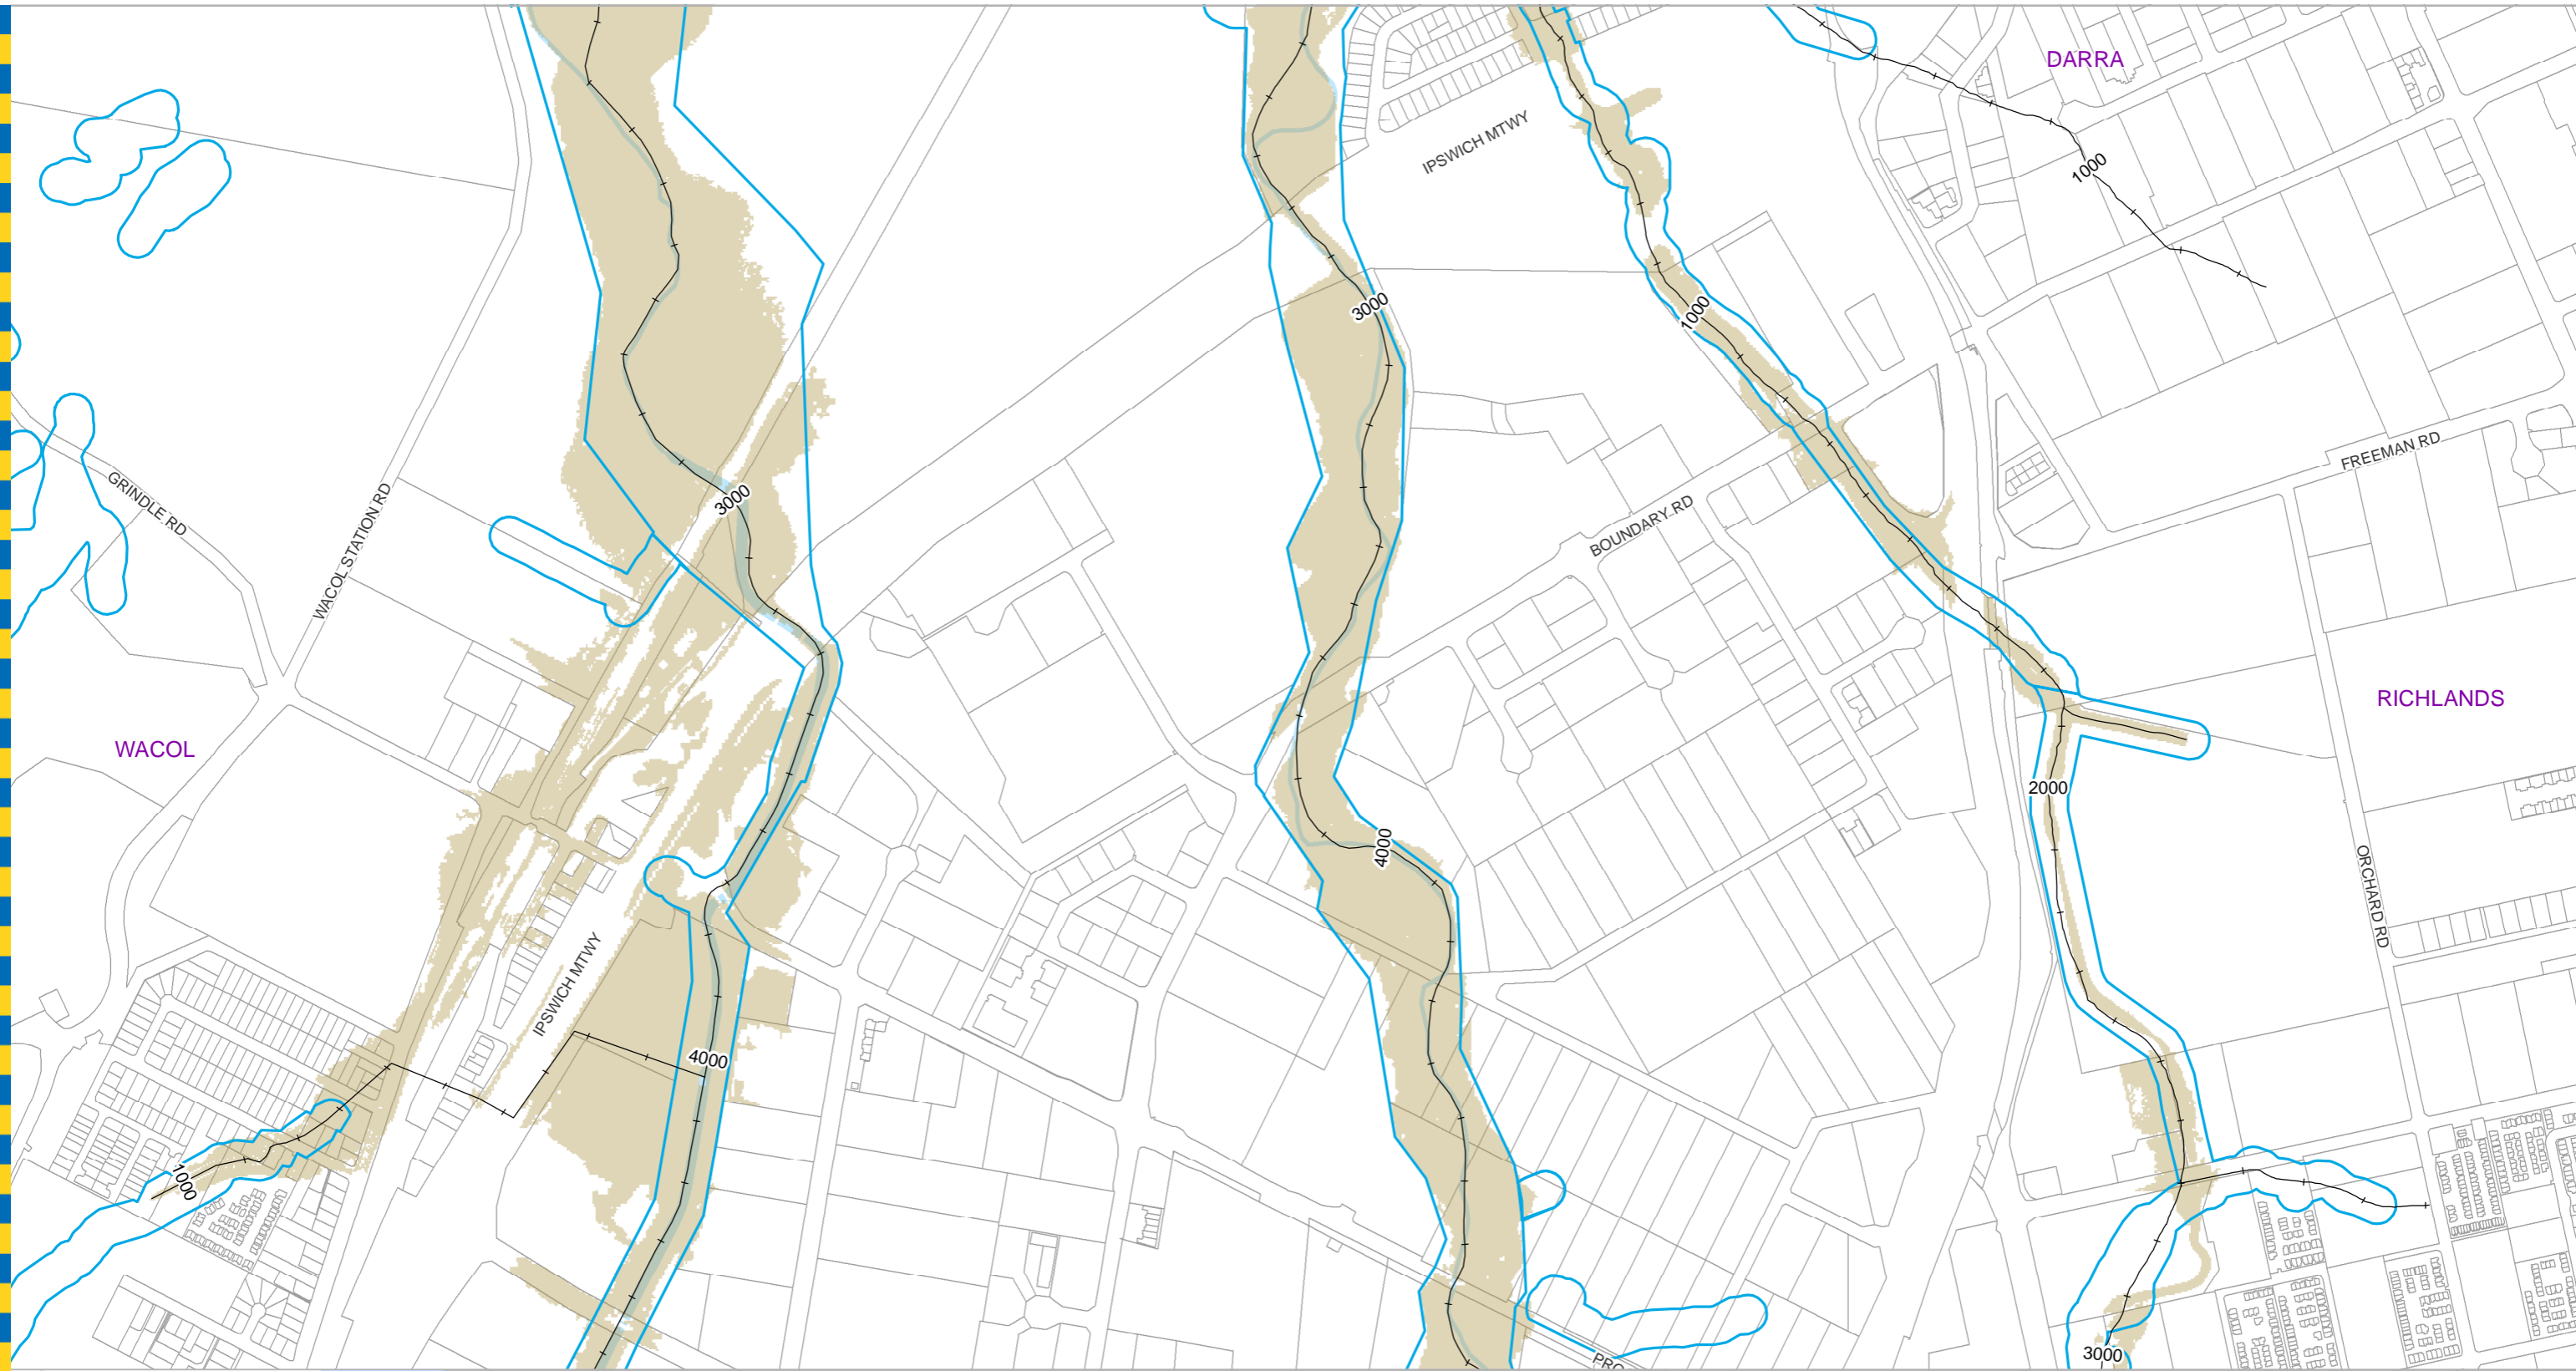 DARRA
IPSWICH MTWY
1000
3000
1000
FREEMAN RD
GRINDLE RD
3000
BOUNDARY RD
WACOL STATION RD
RICHLANDS
WACOL
2000
4000
ORCHARD RD
IPSWICH MTWY
4000
1000
3000